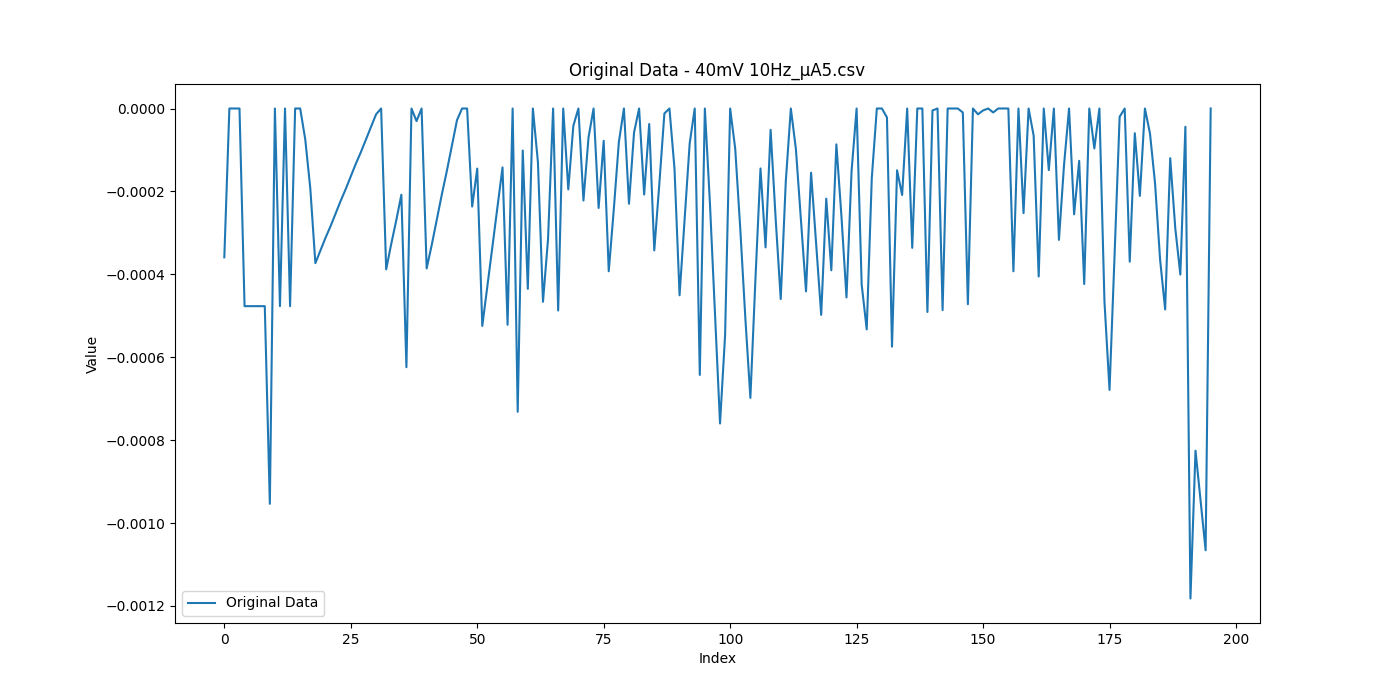 Original Data - 40mV 10Hz_μA5.csv
0.0000
−0.0002
−0.0004
−0.0006
−0.0008
−0.0010
−0.0012
Value
Original Data
0 25 50 75 100 125 150 175 200
Index